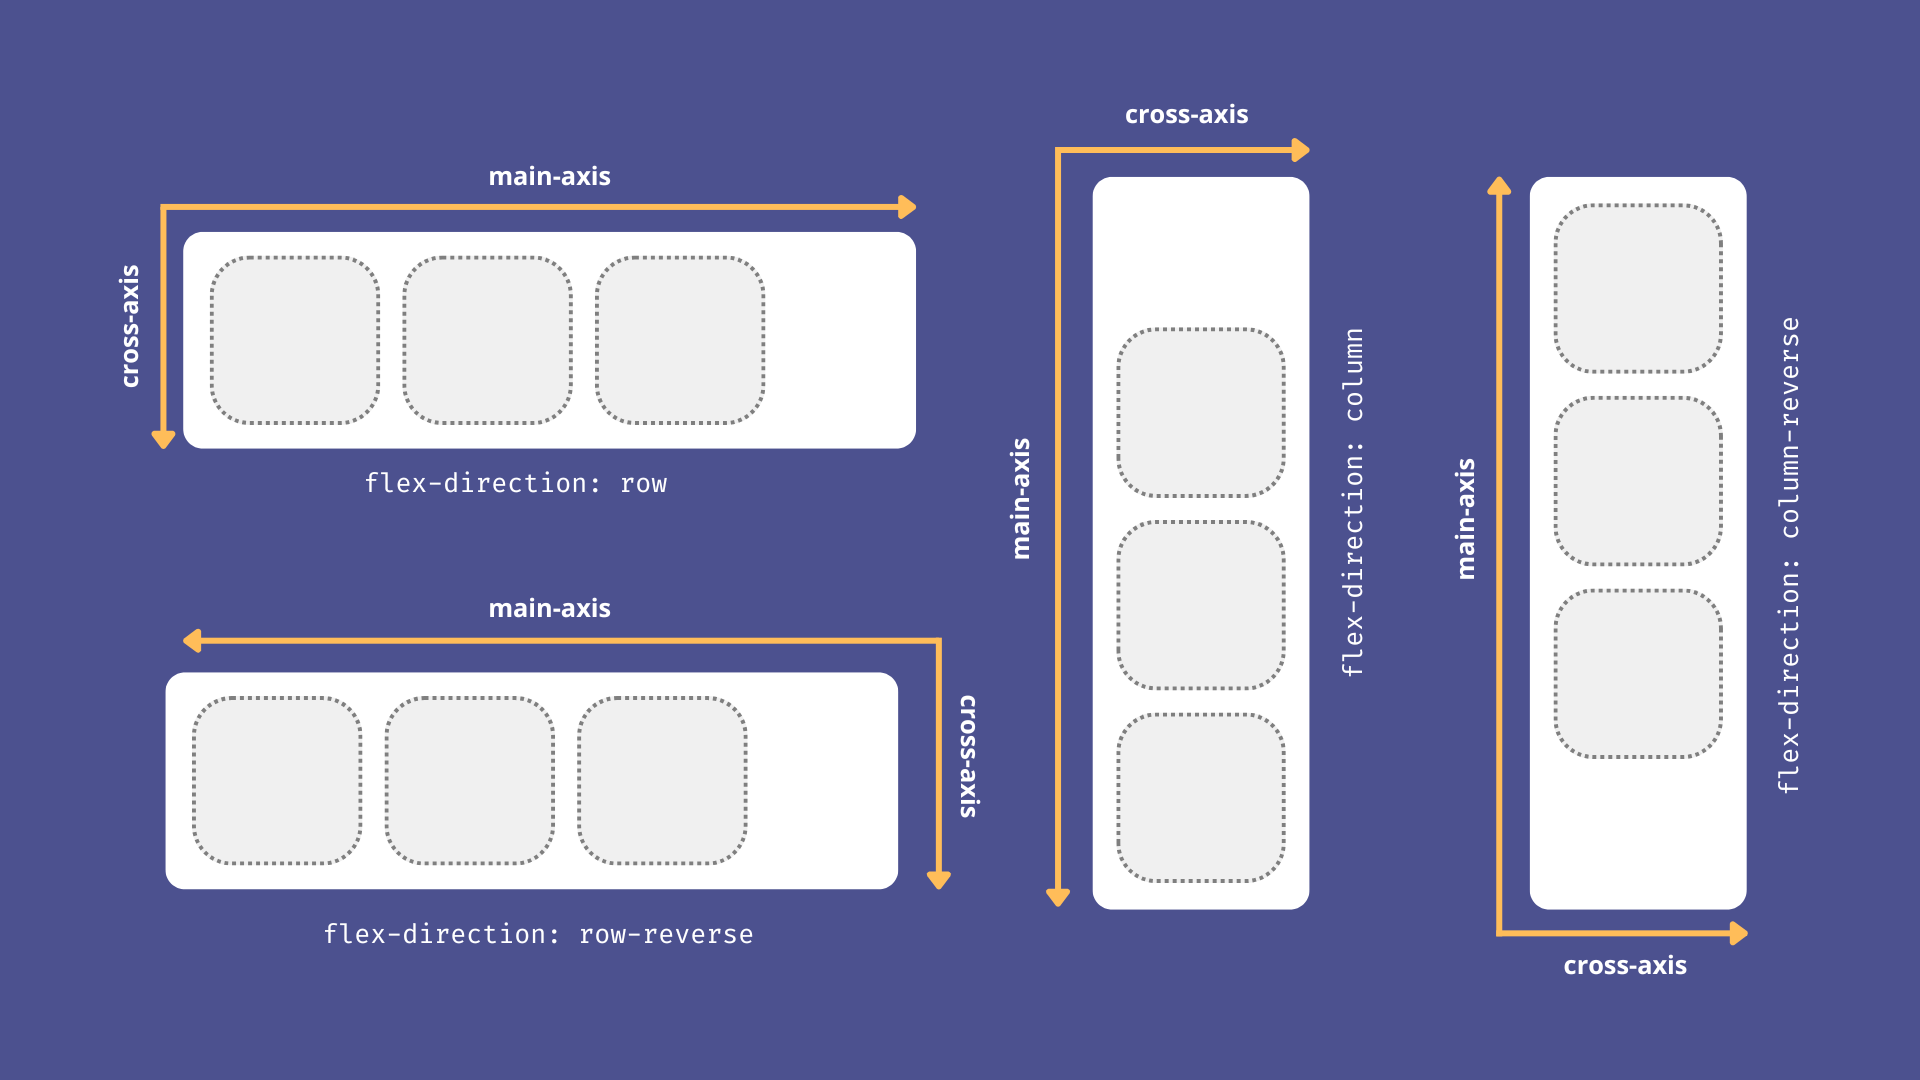 main-axis
cross-axis
flex-direction: row
main-axis
cross-axis
flex-direction: row-reverse
cross-axis
main-axis
flex-direction: column
main-axis
flex-direction: column-reverse
cross-axis